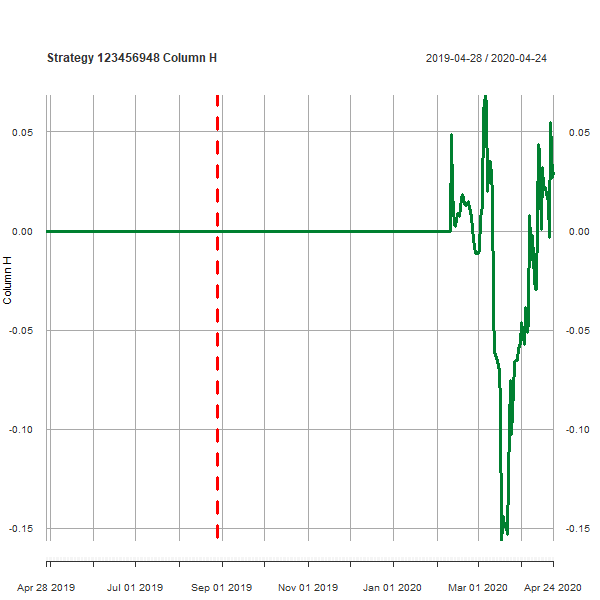 Strategy 123456948 Column H 2019-04-28 / 2020-04-24
0.05 0.05
0.00 0.00
-0.05 -0.05
-0.10 -0.10
-0.15 -0.15
Column H
Apr 28 2019 Jul 01 2019 Sep 01 2019 Nov 01 2019 Jan 01 2020 Mar 01 2020 Apr 24 2020